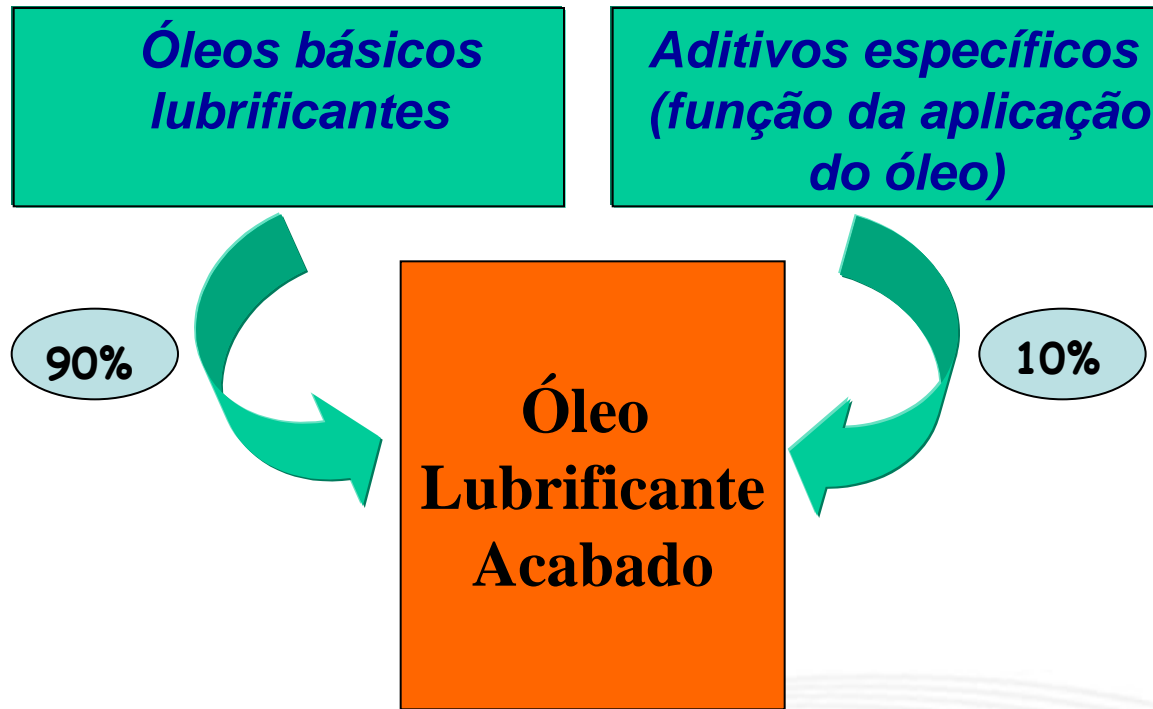 Óleos básicos
lubrificantes
Aditivos específicos
(função da aplicação
do óleo)
90%
10%
Óleo
Lubrificante
Acabado